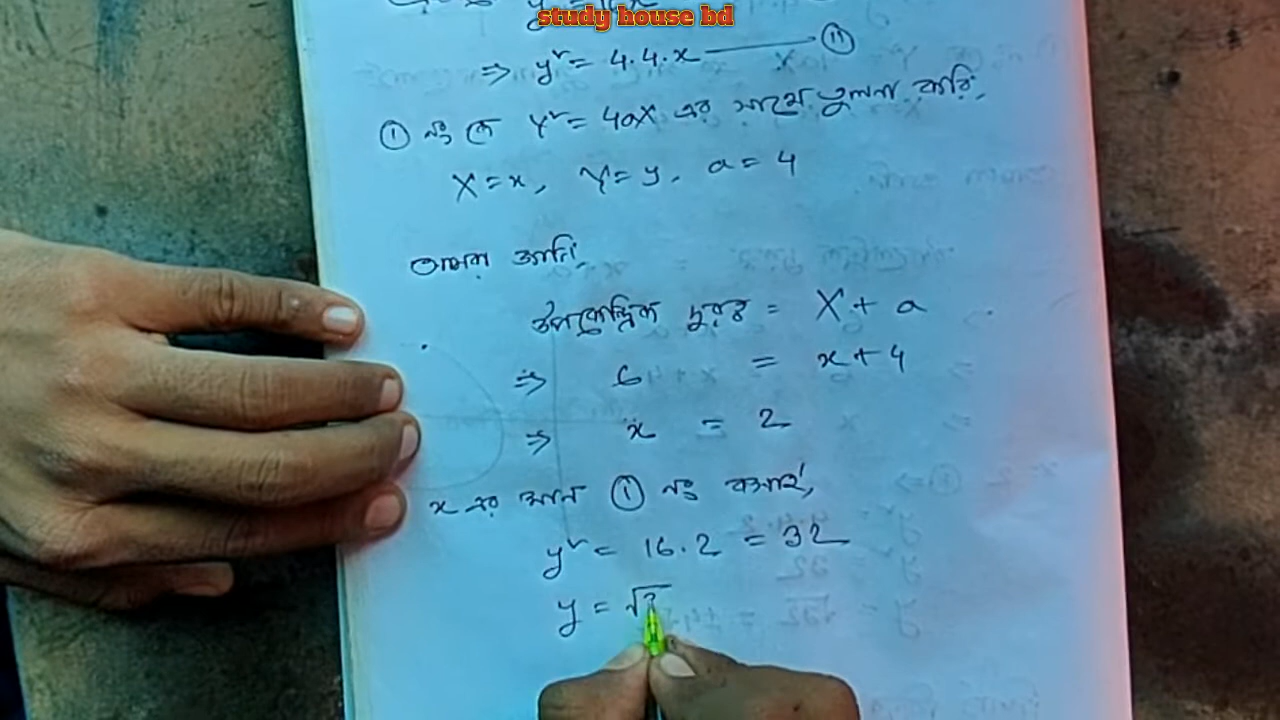 study house bd
⇒ y² = 4.4.x ⟶ (ii)
(i) নং কে Y² = 4aX এর সাথে তুলনা করি,
X = x, Y = y, a = 4
আমরা জানি,
উপকেন্দ্রিক দূরত্ব = X + a
⇒ 6 = x + 4
⇒ x = 2
x এর মান (i) নং বসাই,
y² = 16.2 = 32
y = √3